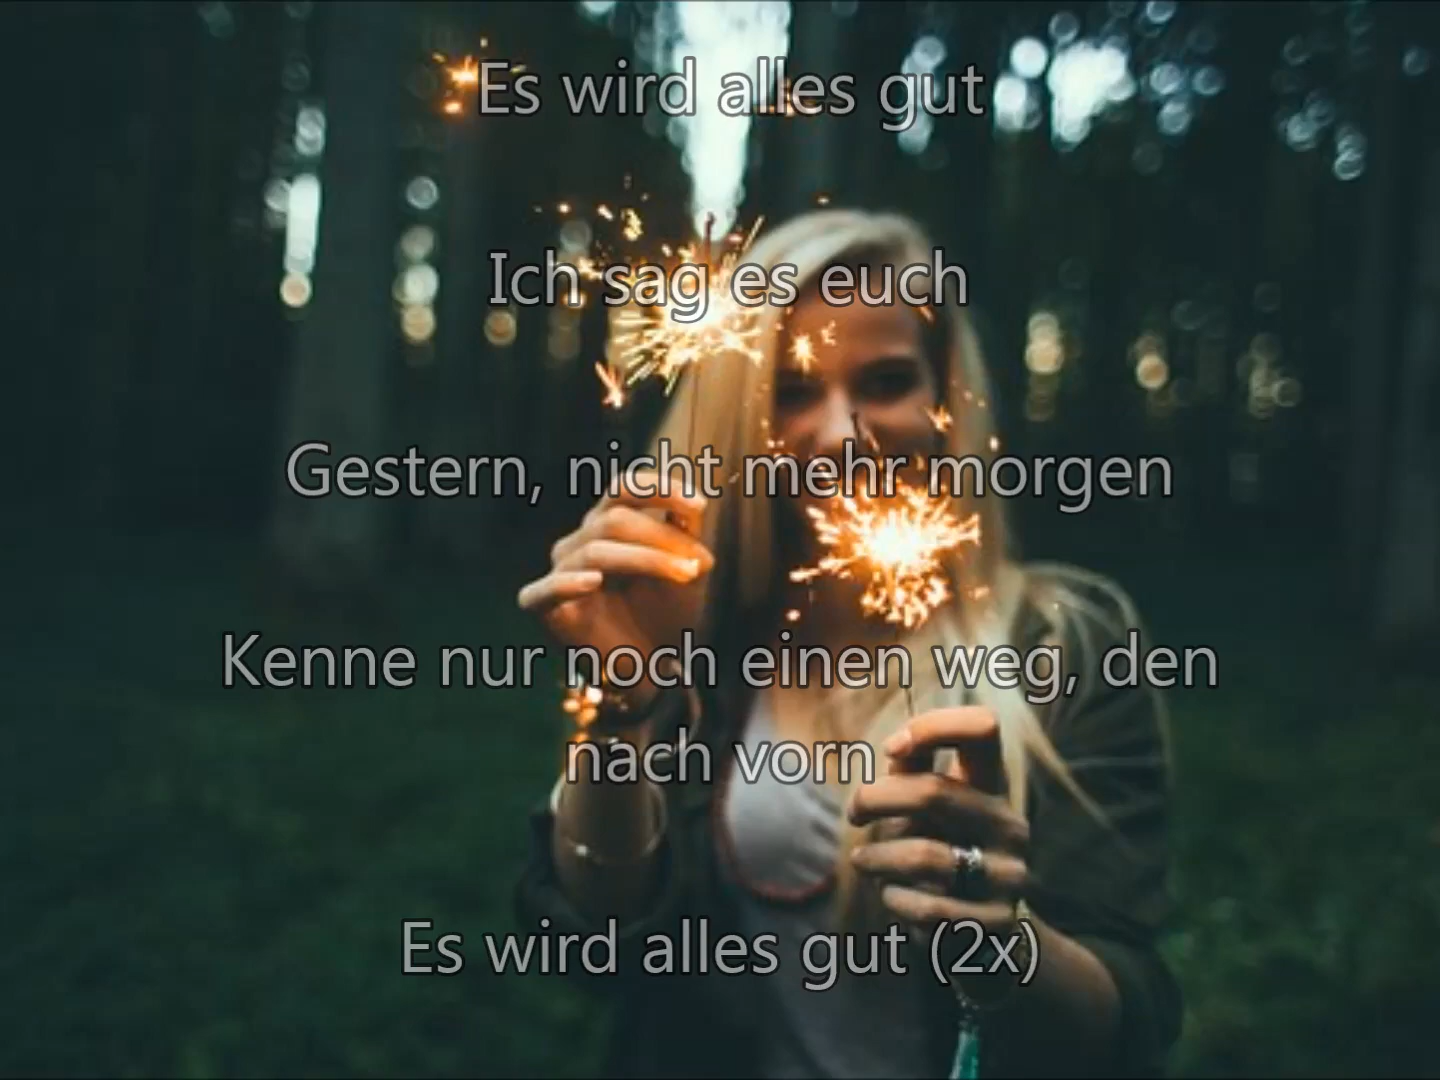 Es wird alles gut
Ich sag es euch
Gestern, nicht mehr morgen
Kenne nur noch einen weg, den
nach vorn
Es wird alles gut (2x)